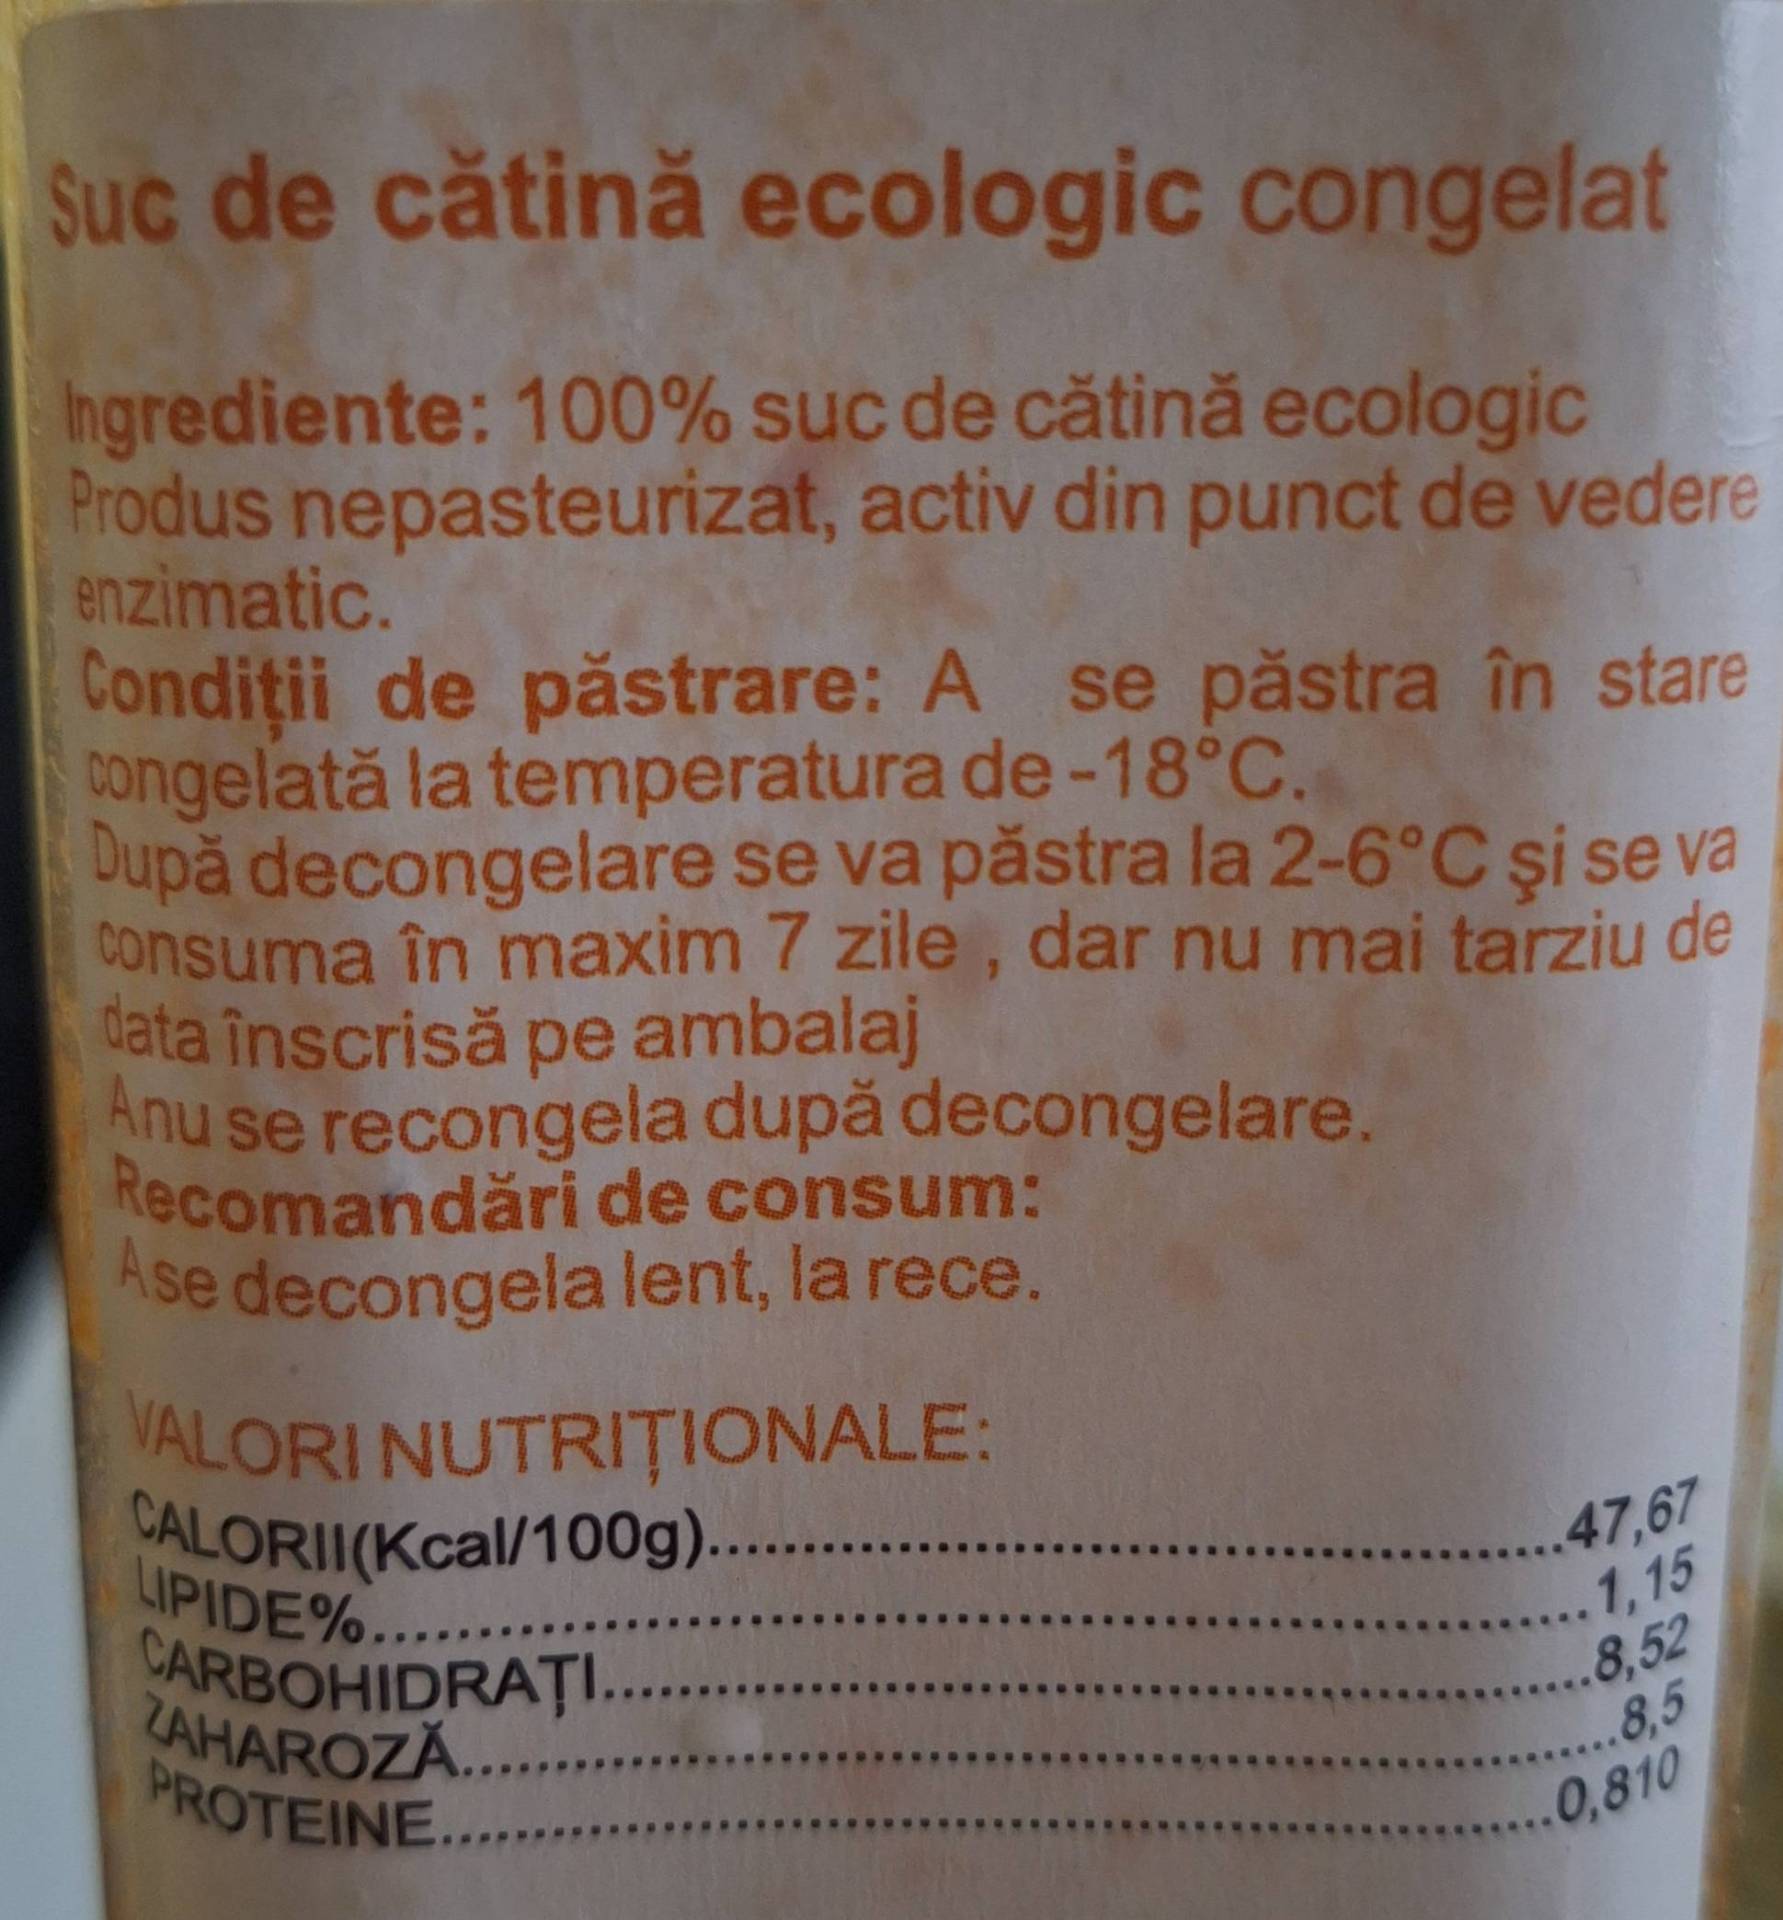 Suc de cătină ecologic congelat
Ingrediente: 100% suc de cătină ecologic
Produs nepasteurizat, activ din punct de vedere
enzimatic.
Condiții de păstrare: A se păstra în stare
congelată la temperatura de -18°C.
După decongelare se va păstra la 2-6°C și se va
consuma în maxim 7 zile , dar nu mai tarziu de
data înscrisă pe ambalaj
A nu se recongela după decongelare.
Recomandări de consum:
A se decongela lent, la rece.
VALORI NUTRIȚIONALE:
CALORII(Kcal/100g)..........................................47,67
LIPIDE%..........................................................1,15
CARBOHIDRAȚI..............................................8,52
ZAHAROZĂ.....................................................8,5
PROTEINE....................................................0,810